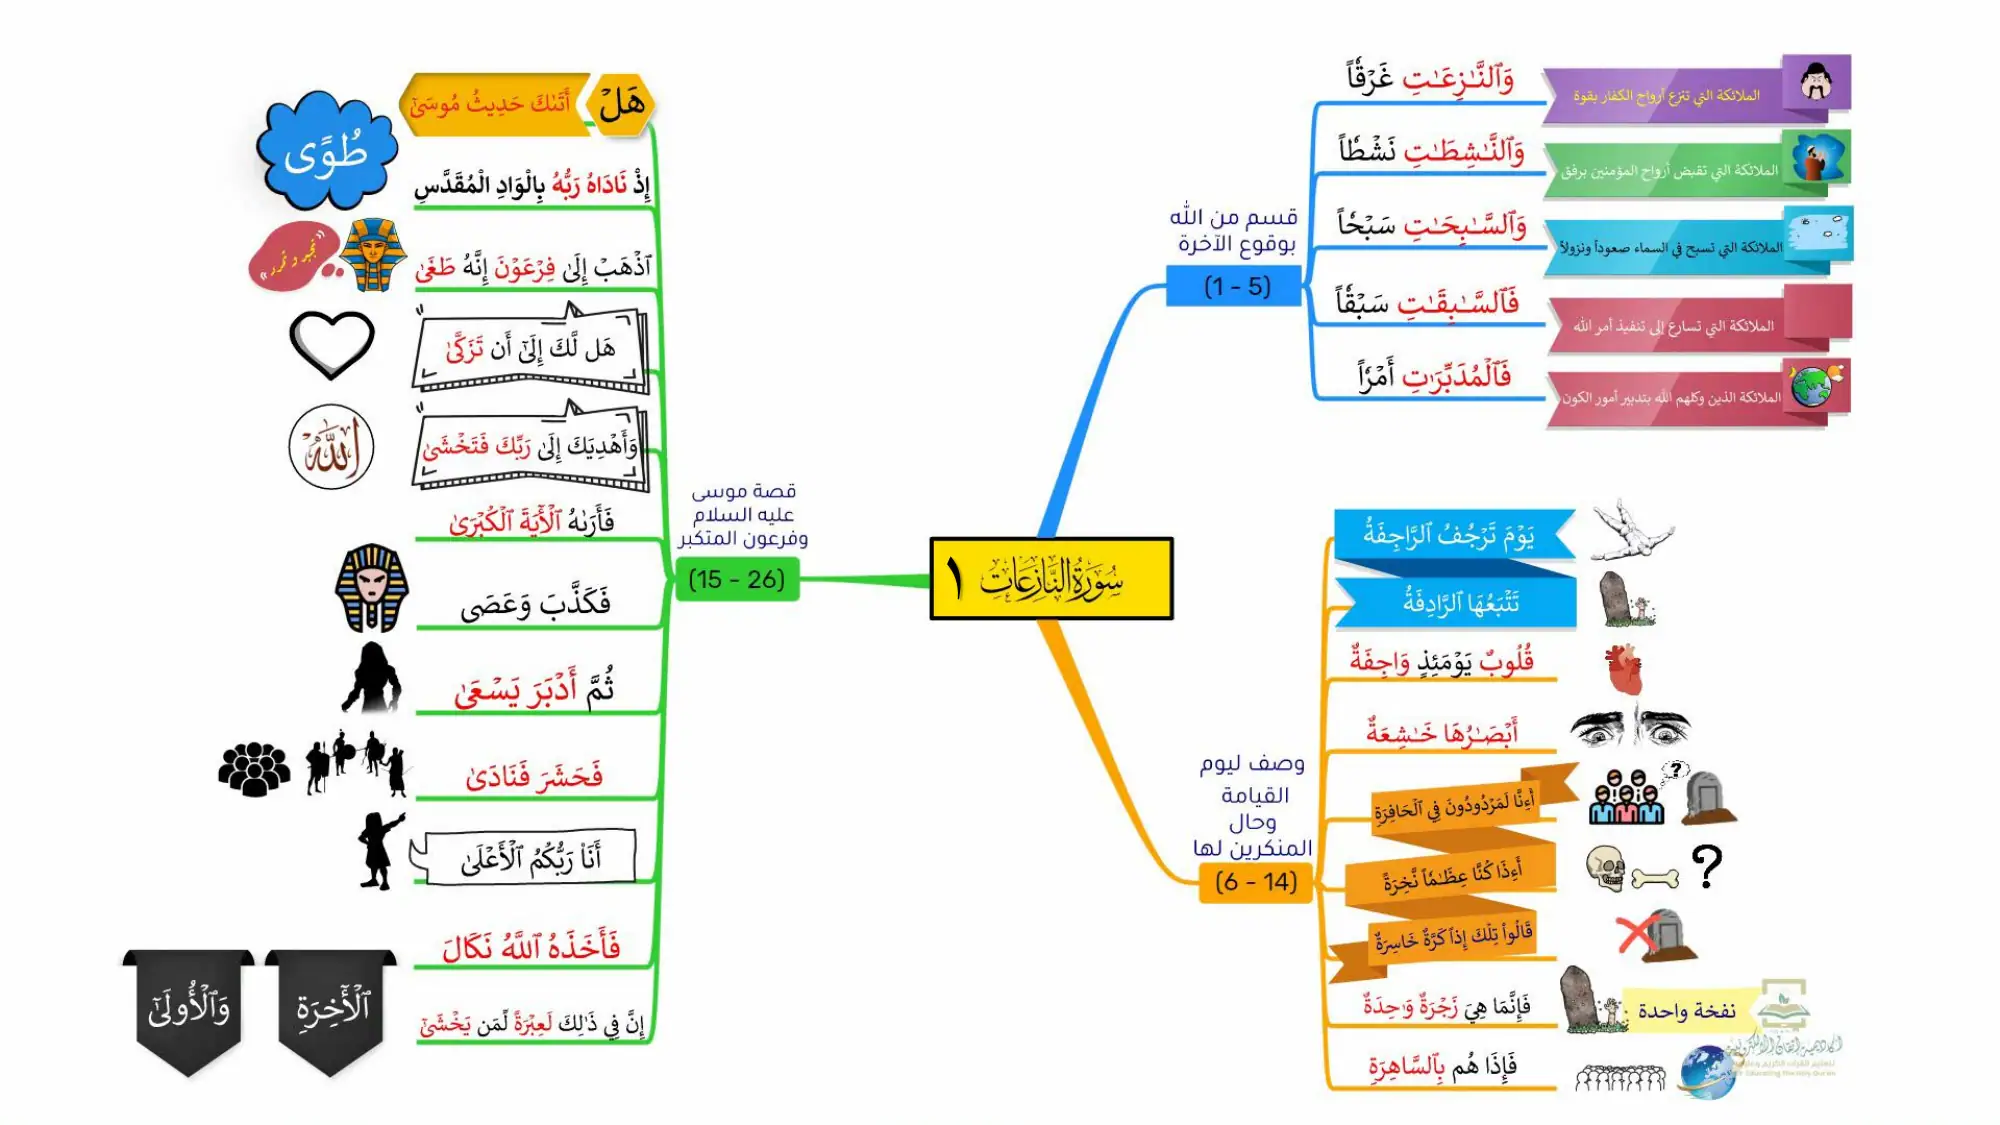 سُورَةُ النَّازِعَاتِ ١
قسم من الله
بوقوع الآخرة
(1 - 5)
وَٱلنَّـٰزِعَـٰتِ غَرْقًا
الملائكة التي تنزع أرواح الكفار بقوة
وَٱلنَّـٰشِطَـٰتِ نَشْطًا
الملائكة التي تقبض أرواح المؤمنين برفق
وَٱلسَّـٰبِحَـٰتِ سَبْحًا
الملائكة التي تسبح في السماء صعوداً ونزولاً
فَٱلسَّـٰبِقَـٰتِ سَبْقًا
الملائكة التي تسارع إلى تنفيذ أمر الله
فَٱلْمُدَبِّرَٰتِ أَمْرًا
الملائكة الذين وكلهم الله بتدبير أمور الكون
وصف ليوم
القيامة
وحال
المنكرين لها
(6 - 14)
يَوْمَ تَرْجُفُ ٱلرَّاجِفَةُ
تَتْبَعُهَا ٱلرَّادِفَةُ
قُلُوبٌ يَوْمَئِذٍ وَاجِفَةٌ
أَبْصَـٰرُهَا خَـٰشِعَةٌ
أَءِنَّا لَمَرْدُودُونَ فِي ٱلْحَافِرَةِ
?
أَءِذَا كُنَّا عِظَـٰمًا نَّخِرَةً
?
قَالُوا۟ تِلْكَ إِذًا كَرَّةٌ خَاسِرَةٌ
فَإِنَّمَا هِيَ زَجْرَةٌ وَٰحِدَةٌ
نفخة واحدة
فَإِذَا هُم بِٱلسَّاهِرَةِ
قصة موسى
عليه السلام
وفرعون المتكبر
(15 - 26)
هَلْ أَتَىٰكَ حَدِيثُ مُوسَىٰٓ
إِذْ نَادَاهُ رَبُّهُ بِالْوَادِ الْمُقَدَّسِ
طُوًى
ٱذْهَبْ إِلَىٰ فِرْعَوْنَ إِنَّهُ طَغَىٰ
"تجبر وتمرد"
هَل لَّكَ إِلَىٰٓ أَن تَزَكَّىٰ
وَأَهْدِيَكَ إِلَىٰ رَبِّكَ فَتَخْشَىٰ
الله
فَأَرَىٰهُ ٱلْأَيَةَ ٱلْكُبْرَىٰ
فَكَذَّبَ وَعَصَى
ثُمَّ أَدْبَرَ يَسْعَىٰ
فَحَشَرَ فَنَادَىٰ
أَنَا۠ رَبُّكُمُ ٱلْأَعْلَىٰ
فَأَخَذَهُ ٱللَّهُ نَكَالَ
ٱلْأَخِرَةِ وَٱلْأُولَىٰٓ
إِنَّ فِي ذَٰلِكَ لَعِبْرَةً لِّمَن يَخْشَىٰٓ